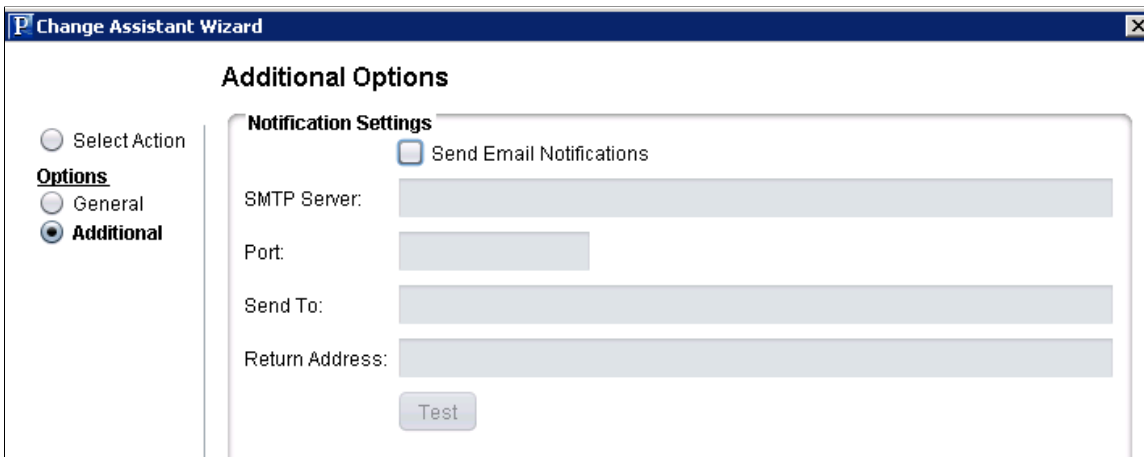 P Change Assistant Wizard
Additional Options
Select Action
Options
General
Additional
Notification Settings
Send Email Notifications
SMTP Server:
Port:
Send To:
Return Address:
Test